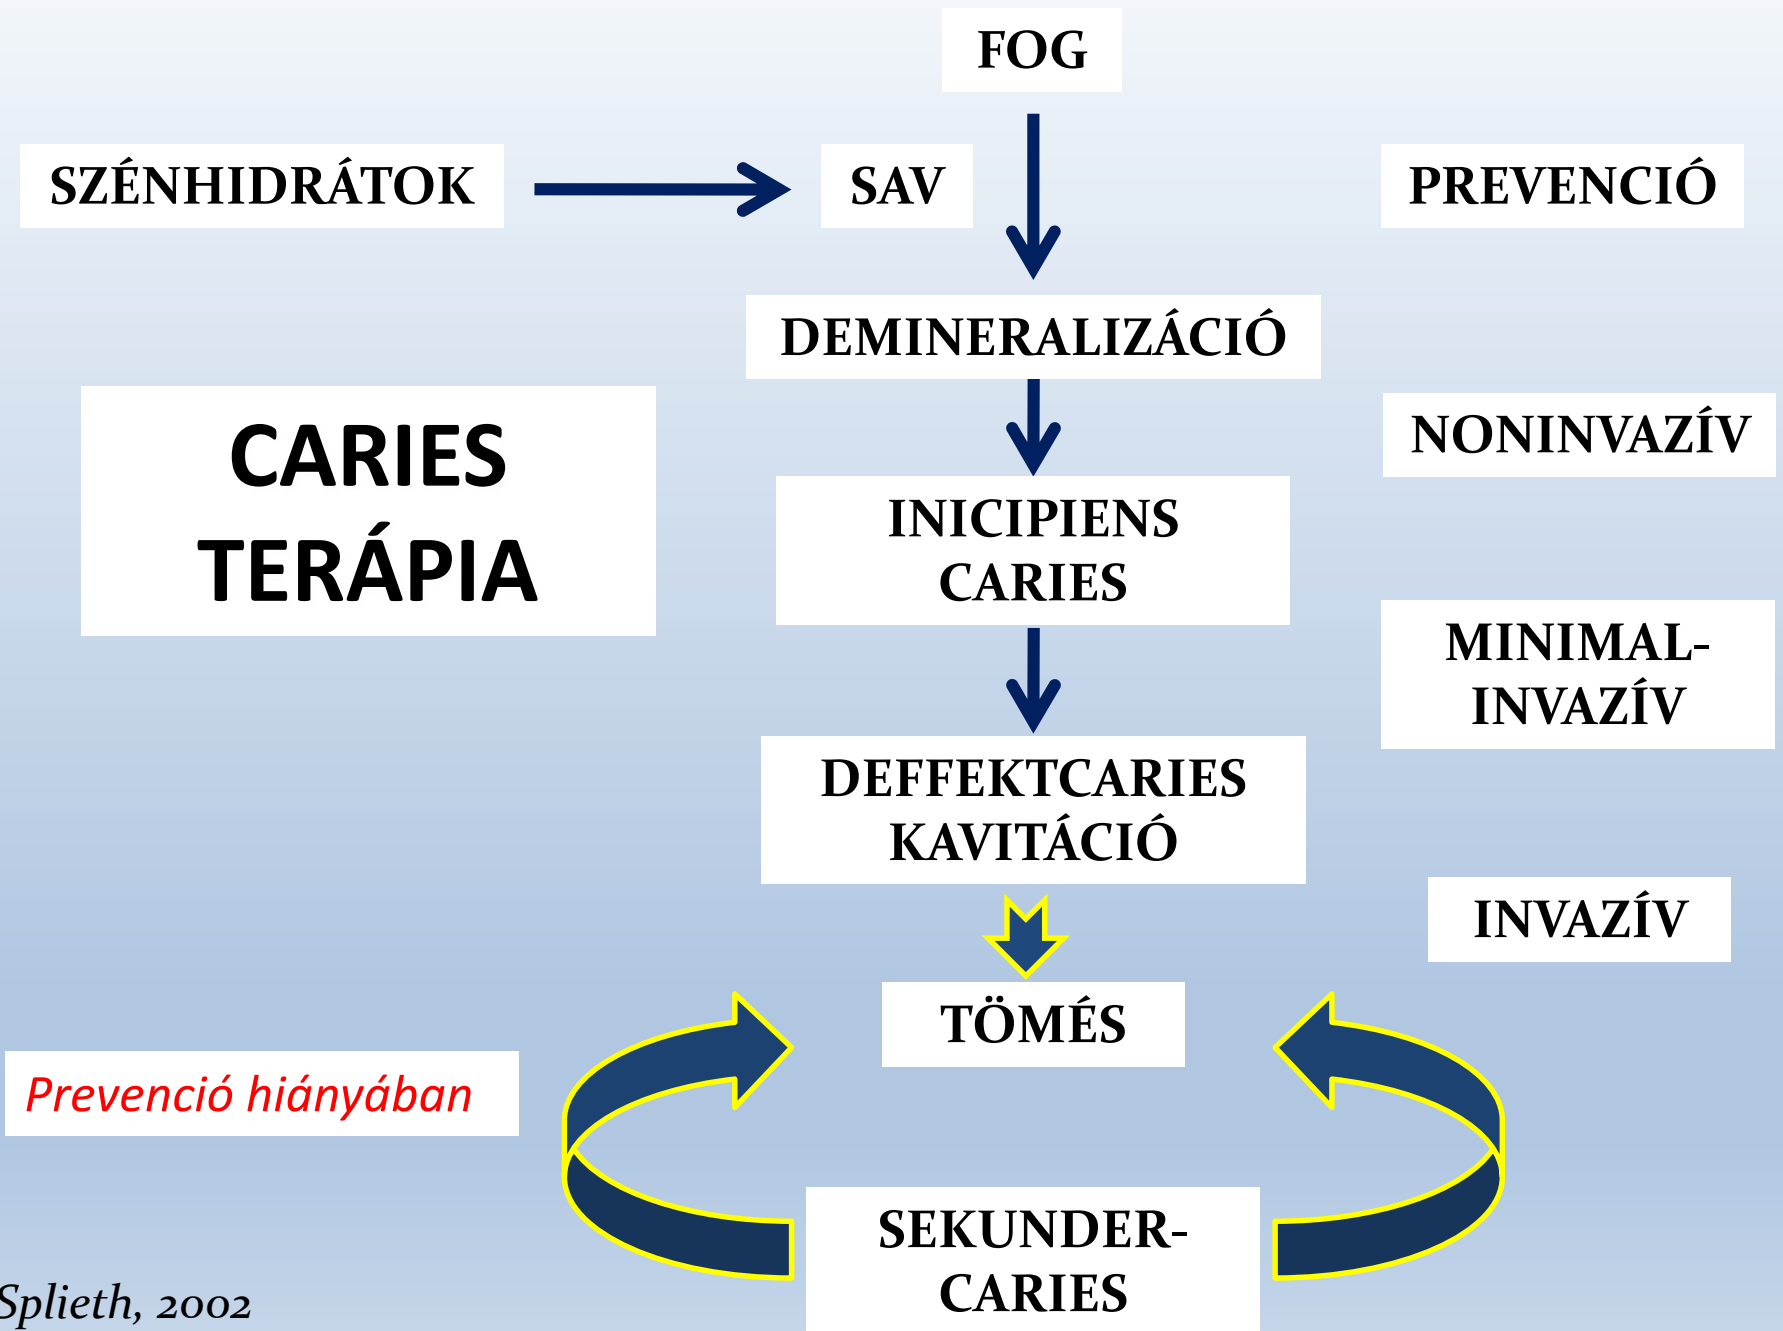 FOG
SZÉNHIDRÁTOK
SAV
PREVENCIÓ
DEMINERALIZÁCIÓ
CARIES
TERÁPIA
NONINVAZÍV
INICIPIENS
CARIES
MINIMAL-
INVAZÍV
DEFFEKTCARIES
KAVITÁCIÓ
INVAZÍV
TÖMÉS
Prevenció hiányában
SEKUNDER-
CARIES
Splieth, 2002